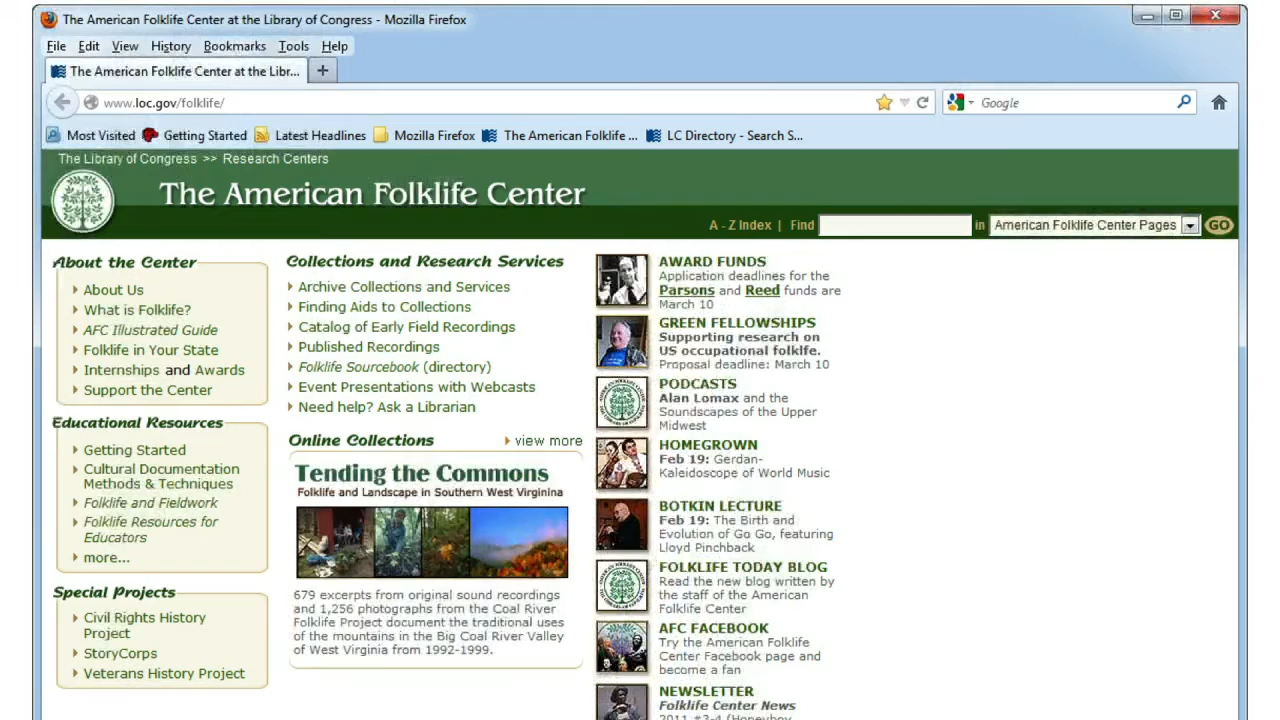 The American Folklife Center at the Library of Congress - Mozilla Firefox
File Edit View History Bookmarks Tools Help
The American Folklife Center at the Libr... +
www.loc.gov/folklife/ Google
Most Visited Getting Started Latest Headlines Mozilla Firefox The American Folklife ... LC Directory - Search S...
The Library of Congress >> Research Centers
The American Folklife Center
A - Z Index | Find in American Folklife Center Pages GO
About the Center
About Us
What is Folklife?
AFC Illustrated Guide
Folklife in Your State
Internships and Awards
Support the Center
Educational Resources
Getting Started
Cultural Documentation
Methods & Techniques
Folklife and Fieldwork
Folklife Resources for
Educators
more...
Special Projects
Civil Rights History
Project
StoryCorps
Veterans History Project
Collections and Research Services
Archive Collections and Services
Finding Aids to Collections
Catalog of Early Field Recordings
Published Recordings
Folklife Sourcebook (directory)
Event Presentations with Webcasts
Need help? Ask a Librarian
Online Collections view more
Tending the Commons
Folklife and Landscape in Southern West Virginina
679 excerpts from original sound recordings
and 1,256 photographs from the Coal River
Folklife Project document the traditional uses
of the mountains in the Big Coal River Valley
of West Virginia from 1992-1999.
AWARD FUNDS
Application deadlines for the
Parsons and Reed funds are
March 10
GREEN FELLOWSHIPS
Supporting research on
US occupational folklfe.
Proposal deadline: March 10
PODCASTS
Alan Lomax and the
Soundscapes of the Upper
Midwest
HOMEGROWN
Feb 19: Gerdan-
Kaleidoscope of World Music
BOTKIN LECTURE
Feb 19: The Birth and
Evolution of Go Go, featuring
Lloyd Pinchback
FOLKLIFE TODAY BLOG
Read the new blog written by
the staff of the American
Folklife Center
AFC FACEBOOK
Try the American Folklife
Center Facebook page and
become a fan
NEWSLETTER
Folklife Center News
2011 #3-4 (Honeyboy